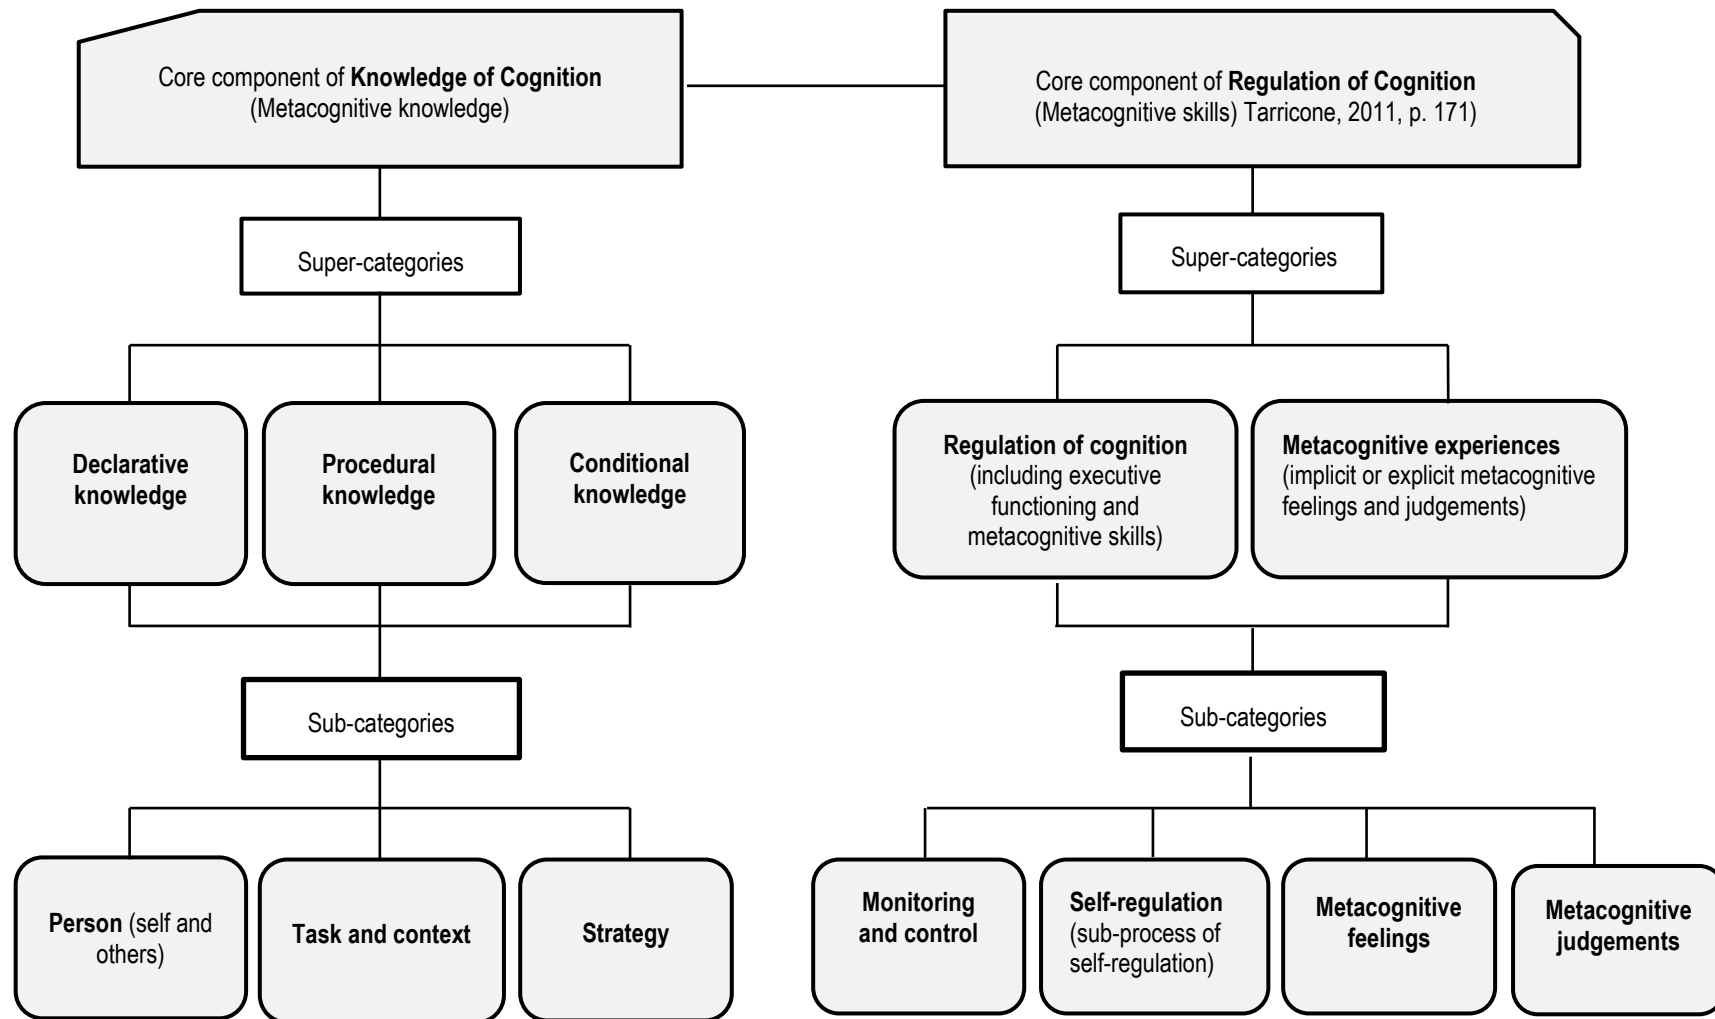 Core component of Knowledge of Cognition
(Metacognitive knowledge)
Core component of Regulation of Cognition
(Metacognitive skills) Tarricone, 2011, p. 171)
Super-categories
Super-categories
Declarative
knowledge
Procedural
knowledge
Conditional
knowledge
Regulation of cognition
(including executive
functioning and
metacognitive skills)
Metacognitive experiences
(implicit or explicit metacognitive
feelings and judgements)
Sub-categories
Sub-categories
Person (self and
others)
Task and context
Strategy
Monitoring
and control
Self-regulation
(sub-process of
self-regulation)
Metacognitive
feelings
Metacognitive
judgements